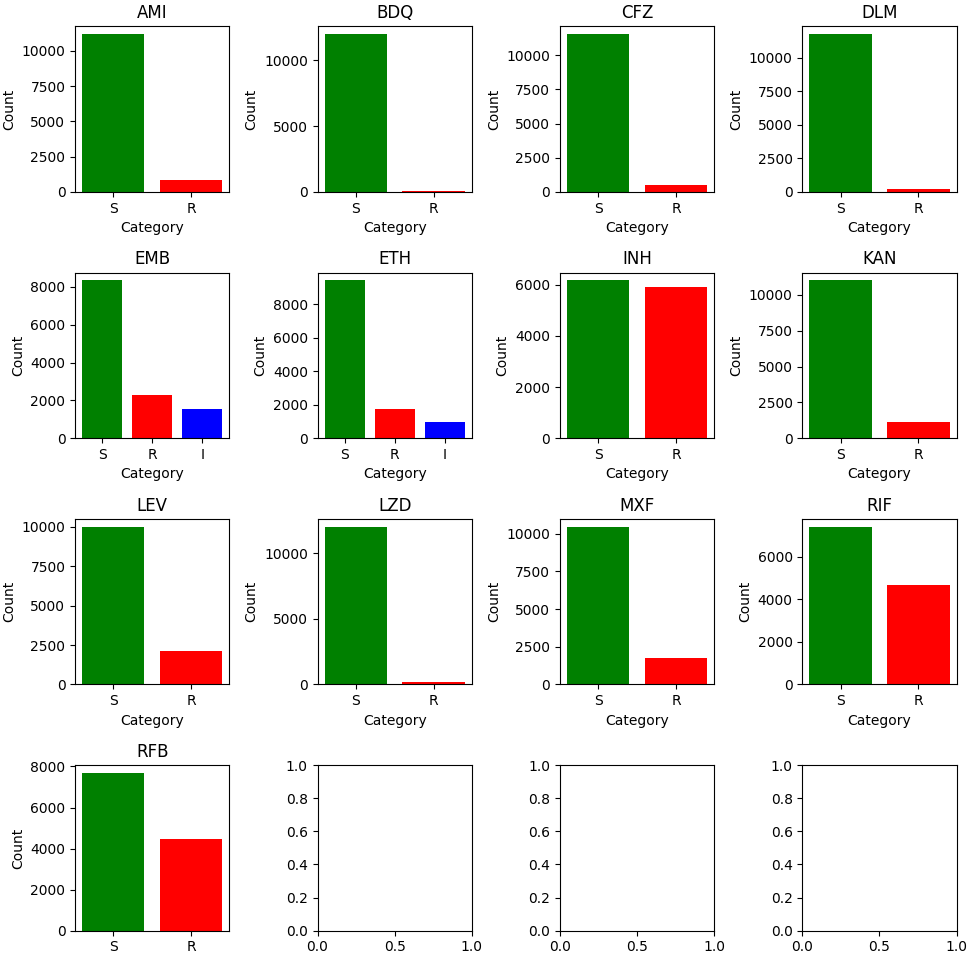 AMI
BDQ
CFZ
DLM
10000
7500
5000
2500
0
Count
S R
Category
10000
5000
0
Count
S R
Category
10000
7500
5000
2500
0
Count
S R
Category
10000
7500
5000
2500
0
Count
S R
Category
EMB
ETH
INH
KAN
8000
6000
4000
2000
0
Count
S R I
Category
8000
6000
4000
2000
0
Count
S R I
Category
6000
4000
2000
0
Count
S R
Category
10000
7500
5000
2500
0
Count
S R
Category
LEV
LZD
MXF
RIF
10000
7500
5000
2500
0
Count
S R
Category
10000
5000
0
Count
S R
Category
10000
7500
5000
2500
0
Count
S R
Category
6000
4000
2000
0
Count
S R
Category
RFB
8000
6000
4000
2000
0
Count
S R
1.0
0.8
0.6
0.4
0.2
0.0
0.0 0.5 1.0
1.0
0.8
0.6
0.4
0.2
0.0
0.0 0.5 1.0
1.0
0.8
0.6
0.4
0.2
0.0
0.0 0.5 1.0